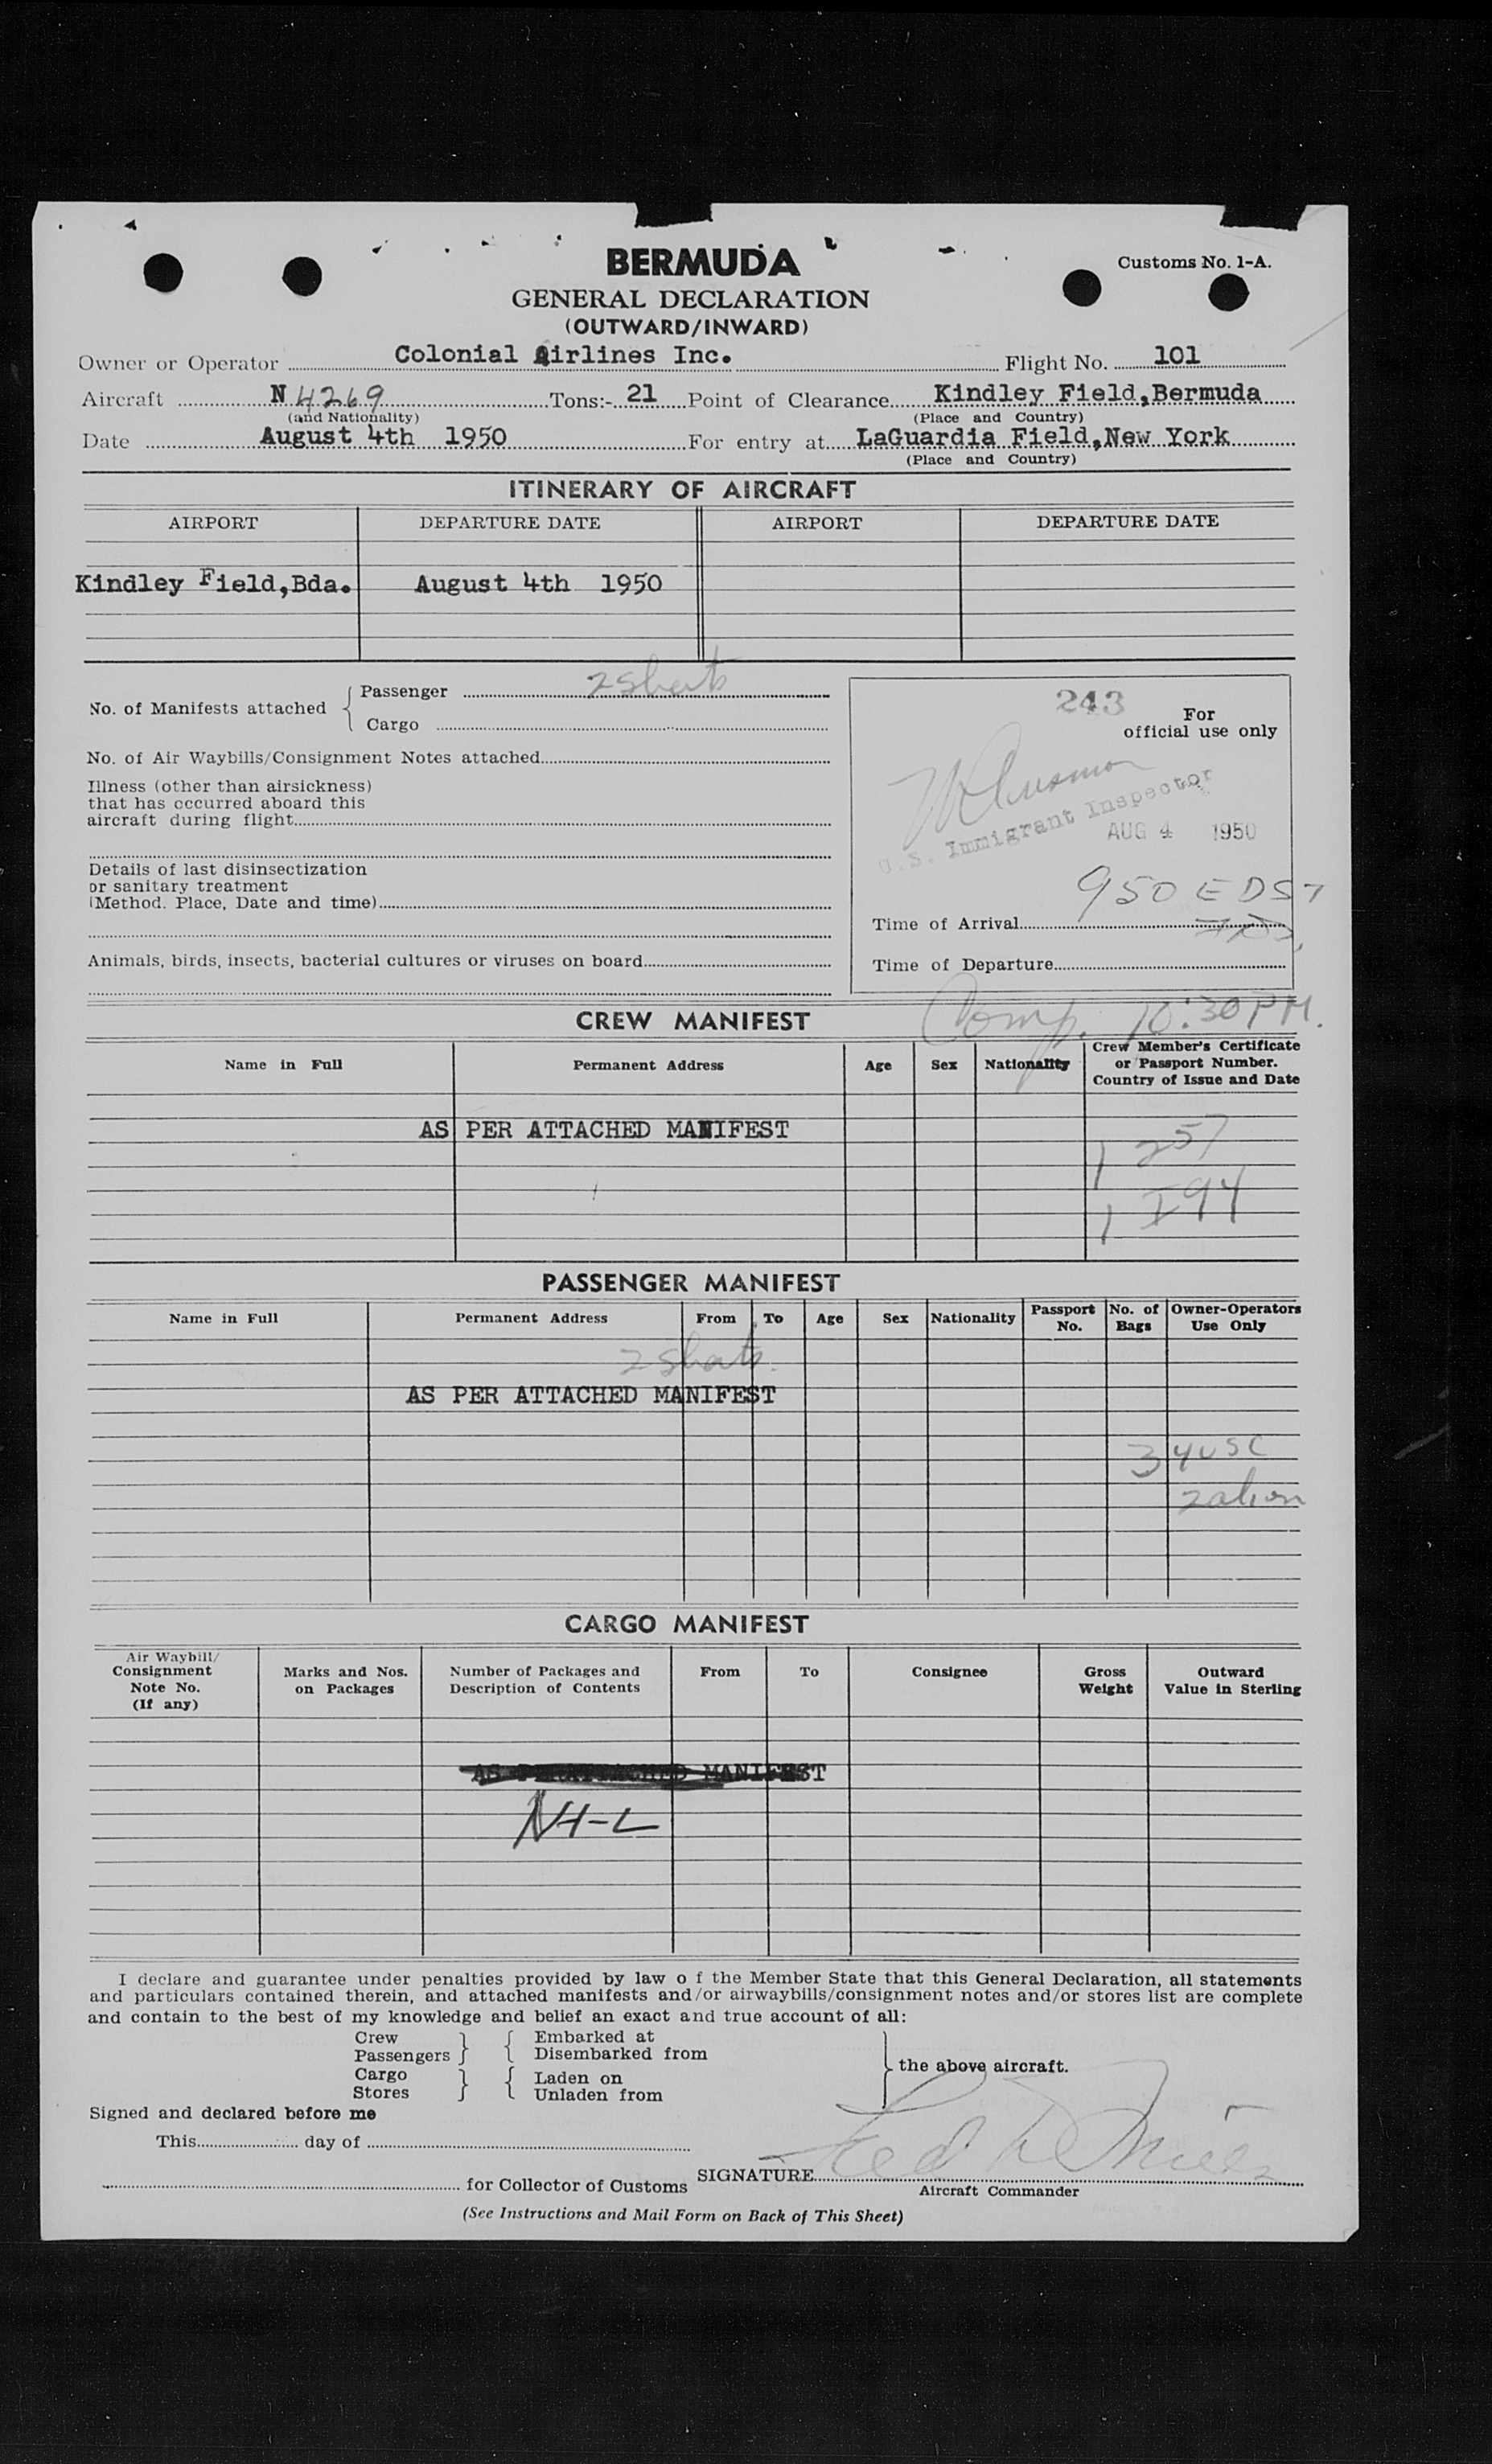 BERMUDA
Customs No. 1-A.
GENERAL DECLARATION
(OUTWARD/INWARD)
Owner or Operator Colonial Airlines Inc. Flight No. 101
Aircraft N 4269 Tons:- 21 Point of Clearance Kindley Field, Bermuda
(and Nationality) (Place and Country)
Date August 4th 1950 For entry at LaGuardia Field, New York
(Place and Country)
ITINERARY OF AIRCRAFT
AIRPORT DEPARTURE DATE AIRPORT DEPARTURE DATE
Kindley Field, Bda. August 4th 1950
No. of Manifests attached { Passenger 2 sheets
Cargo
No. of Air Waybills/Consignment Notes attached
Illness (other than airsickness)
that has occurred aboard this
aircraft during flight
Details of last disinsectization
or sanitary treatment
(Method. Place, Date and time)
Animals, birds, insects, bacterial cultures or viruses on board
243
For
official use only
U.S. Immigrant Inspector
AUG 4 1950
950 EDST
Time of Arrival
Time of Departure
Comp. 10:30 PM.
CREW MANIFEST
Name in Full Permanent Address Age Sex Nationality Crew Member's Certificate
or Passport Number.
Country of Issue and Date
AS PER ATTACHED MANIFEST
1 257
1 I94
PASSENGER MANIFEST
Name in Full Permanent Address From To Age Sex Nationality Passport No. No. of Bags Owner-Operators Use Only
2 sheets.
AS PER ATTACHED MANIFEST
34 USC
2 alien
CARGO MANIFEST
Air Waybill/
Consignment
Note No.
(If any)
Marks and Nos.
on Packages
Number of Packages and
Description of Contents
From To Consignee
Gross
Weight
Outward
Value in Sterling
AS PER ATTACHED MANIFEST
N-I-L
I declare and guarantee under penalties provided by law o f the Member State that this General Declaration, all statements
and particulars contained therein, and attached manifests and/or airwaybills/consignment notes and/or stores list are complete
and contain to the best of my knowledge and belief an exact and true account of all:
Crew } { Embarked at
Passengers } { Disembarked from
} the above aircraft.
Cargo } { Laden on
Stores } { Unladen from
Signed and declared before me
This day of
for Collector of Customs SIGNATURE
Aircraft Commander
(See Instructions and Mail Form on Back of This Sheet)